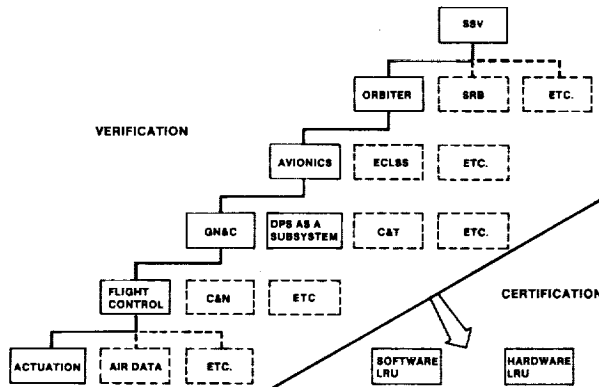 SSV
ORBITER
SRB
ETC.
VERIFICATION
AVIONICS
ECLSS
ETC.
GN&C
DPS AS A
SUBSYSTEM
C&T
ETC.
FLIGHT
CONTROL
C&N
ETC
CERTIFICATION
ACTUATION
AIR DATA
ETC.
SOFTWARE
LRU
HARDWARE
LRU